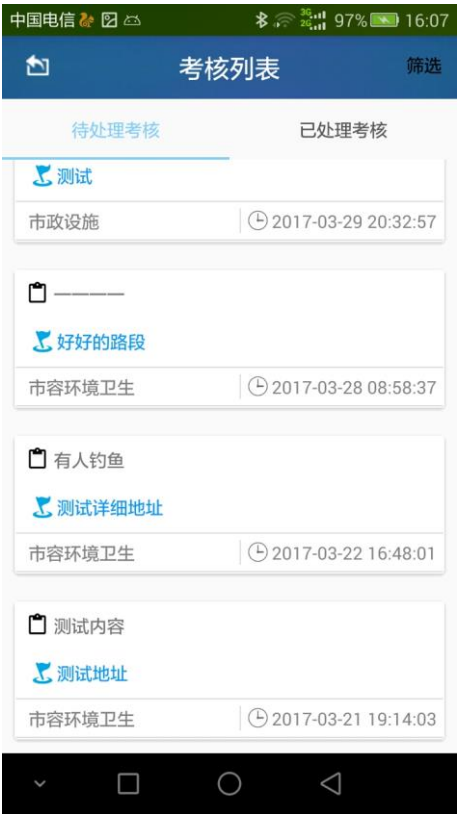 中国电信 3G 2G 97% 16:07
考核列表 筛选
待处理考核 已处理考核
测试
市政设施 2017-03-29 20:32:57
————
好好的路段
市容环境卫生 2017-03-28 08:58:37
有人钓鱼
测试详细地址
市容环境卫生 2017-03-22 16:48:01
测试内容
测试地址
市容环境卫生 2017-03-21 19:14:03